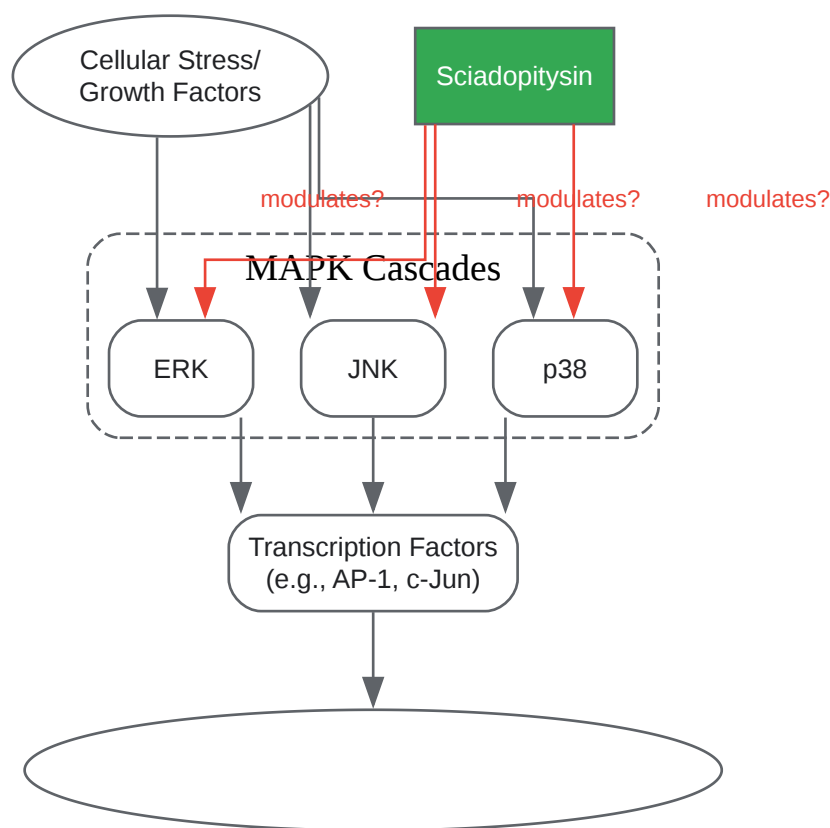 Cellular Stress/
Growth Factors
Sciadopitysin
modulates?
modulates?
modulates?
MAPK Cascades
ERK
JNK
p38
Transcription Factors
(e.g., AP-1, c-Jun)